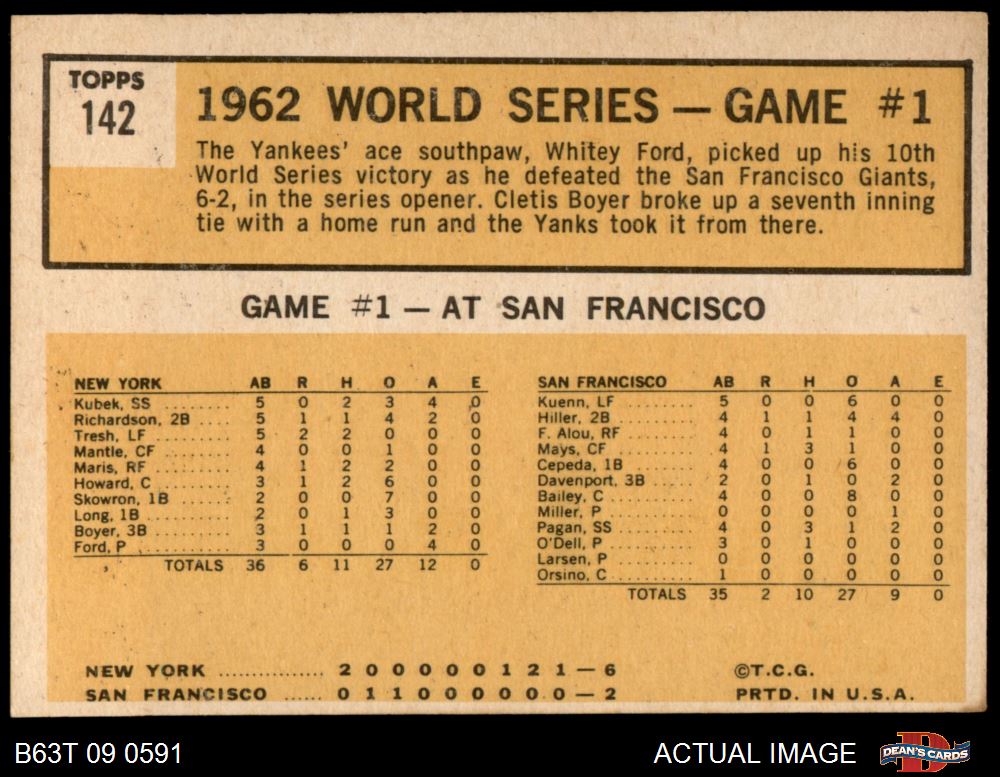 TOPPS
142
1962 WORLD SERIES — GAME #1
The Yankees' ace southpaw, Whitey Ford, picked up his 10th
World Series victory as he defeated the San Francisco Giants,
6-2, in the series opener. Cletis Boyer broke up a seventh inning
tie with a home run and the Yanks took it from there.
GAME #1 — AT SAN FRANCISCO
NEW YORK AB R H O A E
Kubek, SS ......... 5 0 2 3 4 0
Richardson, 2B .... 5 1 1 4 2 0
Tresh, LF .......... 5 2 2 0 0 0
Mantle, CF ......... 4 0 0 1 0 0
Maris, RF .......... 4 1 2 2 0 0
Howard, C .......... 3 1 2 6 0 0
Skowron, 1B ....... 2 0 0 7 0 0
Long, 1B ........... 2 0 1 3 0 0
Boyer, 3B .......... 3 1 1 1 2 0
Ford, P ............ 3 0 0 0 4 0
TOTALS 36 6 11 27 12 0
SAN FRANCISCO AB R H O A E
Kuenn, LF .......... 5 0 0 6 0 0
Hiller, 2B ......... 4 1 1 4 4 0
F. Alou, RF ........ 4 0 1 1 0 0
Mays, CF ........... 4 1 3 1 0 0
Cepeda, 1B ......... 4 0 0 6 0 0
Davenport, 3B ..... 2 0 1 0 2 0
Bailey, C .......... 4 0 0 8 0 0
Miller, P .......... 0 0 0 0 1 0
Pagan, SS .......... 4 0 3 1 2 0
O'Dell, P .......... 3 0 1 0 0 0
Larsen, P .......... 0 0 0 0 0 0
Orsino, C .......... 1 0 0 0 0 0
TOTALS 35 2 10 27 9 0
NEW YORK ................ 2 0 0 0 0 0 1 2 1 — 6
SAN FRANCISCO ...... 0 1 1 0 0 0 0 0 0 — 2
©T.C.G.
PRTD. IN U.S.A.
B63T 09 0591
ACTUAL IMAGE
DEAN'S CARDS